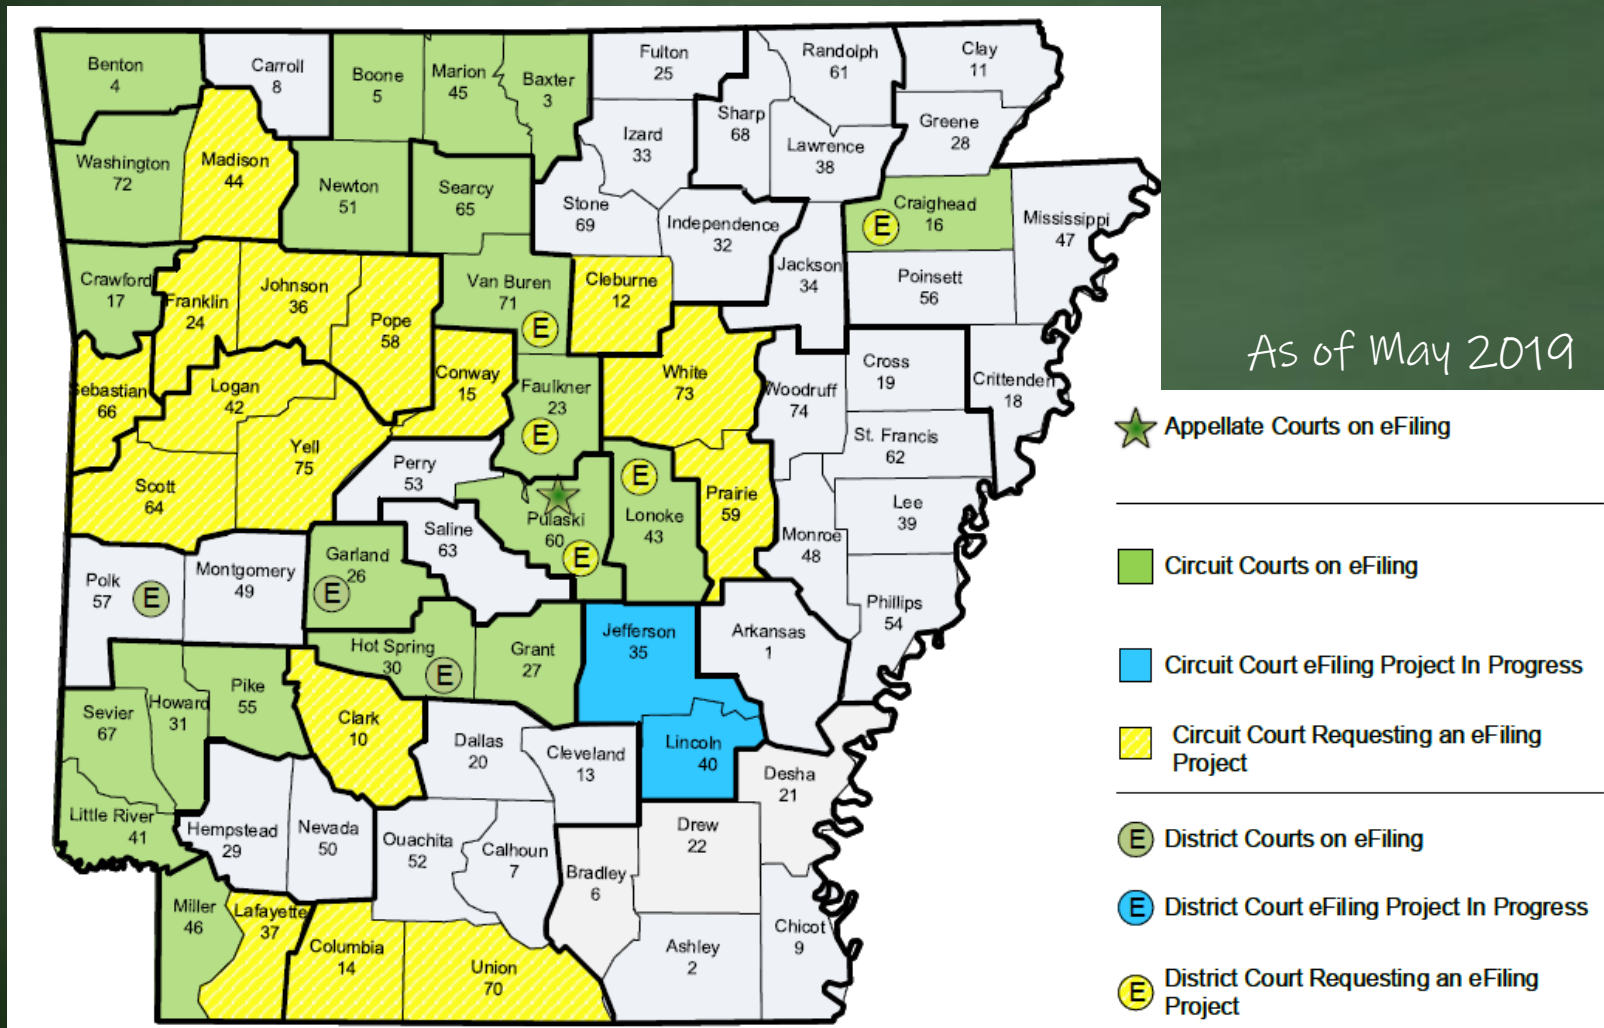 Benton
4
Carroll
8
Boone
5
Marion
45
Baxter
3
Fulton
25
Randolph
61
Clay
11
Sharp
68
Greene
28
Izard
33
Lawrence
38
Washington
72
Madison
44
Newton
51
Searcy
65
Stone
69
Independence
32
Craighead
16
E
Mississippi
47
Crawford
17
Franklin
24
Johnson
36
Pope
58
Van Buren
71
E
Cleburne
12
Jackson
34
Poinsett
56
Sebastian
66
Logan
42
Conway
15
Faulkner
23
E
White
73
Woodruff
74
Cross
19
Crittenden
18
St. Francis
62
Scott
64
Yell
75
Perry
53
Saline
63
Pulaski
60
E
E
Lonoke
43
Prairie
59
Monroe
48
Lee
39
Polk
57
E
Montgomery
49
Garland
26
E
Hot Spring
30
E
Grant
27
Jefferson
35
Arkansas
1
Phillips
54
Sevier
67
Howard
31
Pike
55
Clark
10
Dallas
20
Cleveland
13
Lincoln
40
Desha
21
Little River
41
Hempstead
29
Nevada
50
Ouachita
52
Calhoun
7
Bradley
6
Drew
22
Miller
46
Lafayette
37
Columbia
14
Union
70
Ashley
2
Chicot
9
As of May 2019
Appellate Courts on eFiling
Circuit Courts on eFiling
Circuit Court eFiling Project In Progress
Circuit Court Requesting an eFiling
Project
E District Courts on eFiling
E District Court eFiling Project In Progress
E District Court Requesting an eFiling
Project